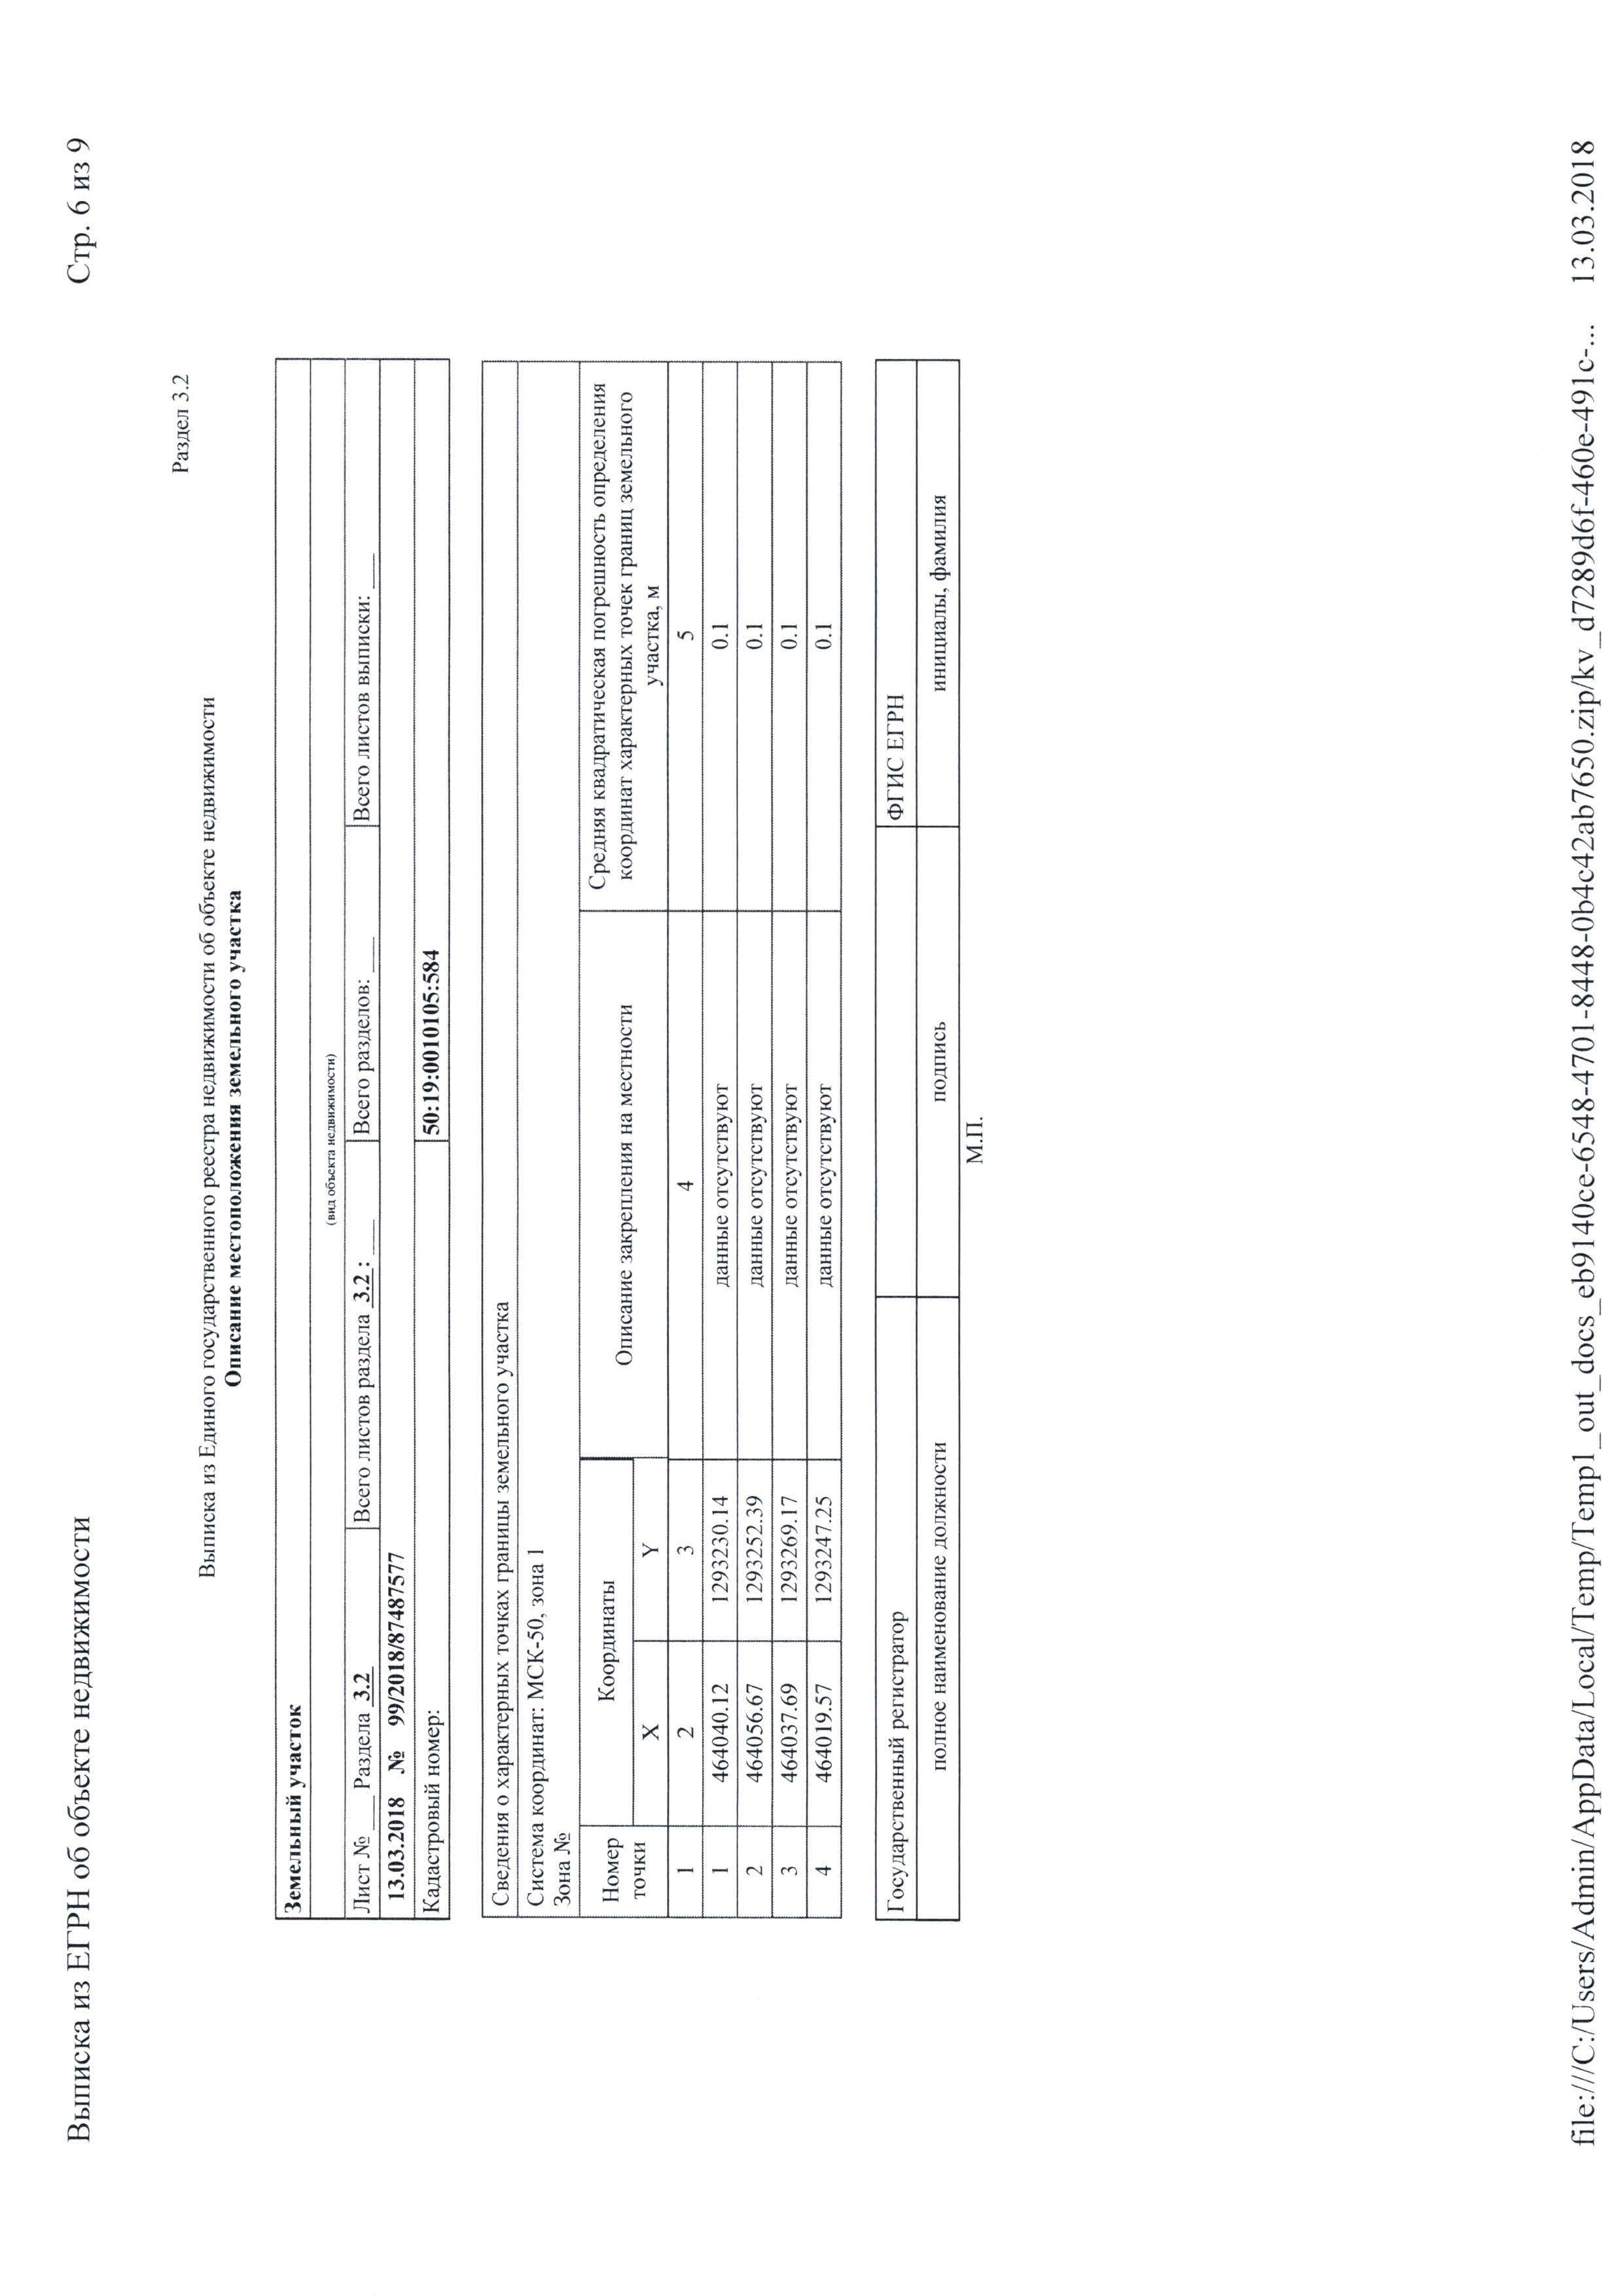 Выписка из ЕГРН об объекте недвижимости Стр. 6 из 9
Раздел 3.2
Выписка из Единого государственного реестра недвижимости об объекте недвижимости
Описание местоположения земельного участка
Земельный участок
(вид объекта недвижимости)
Лист № ___ Раздела 3.2 Всего листов раздела 3.2 : ___ Всего разделов: ___ Всего листов выписки: ___
13.03.2018 № 99/2018/87487577
Кадастровый номер: 50:19:0010105:584
Сведения о характерных точках границы земельного участка
Система координат: МСК-50, зона 1
Зона №
Номер точки
Координаты
X Y
Описание закрепления на местности
Средняя квадратическая погрешность определения
координат характерных точек границ земельного
участка, м
1 2 3 4 5
1 464040.12 1293230.14 данные отсутствуют 0.1
2 464056.67 1293252.39 данные отсутствуют 0.1
3 464037.69 1293269.17 данные отсутствуют 0.1
4 464019.57 1293247.25 данные отсутствуют 0.1
Государственный регистратор ФГИС ЕГРН
полное наименование должности подпись инициалы, фамилия
М.П.
file:///C:/Users/Admin/AppData/Local/Temp/Temp1_out_docs_eb9140ce-6548-4701-8448-0b4c42ab7650.zip/kv_d7289d6f-460e-491c-... 13.03.2018